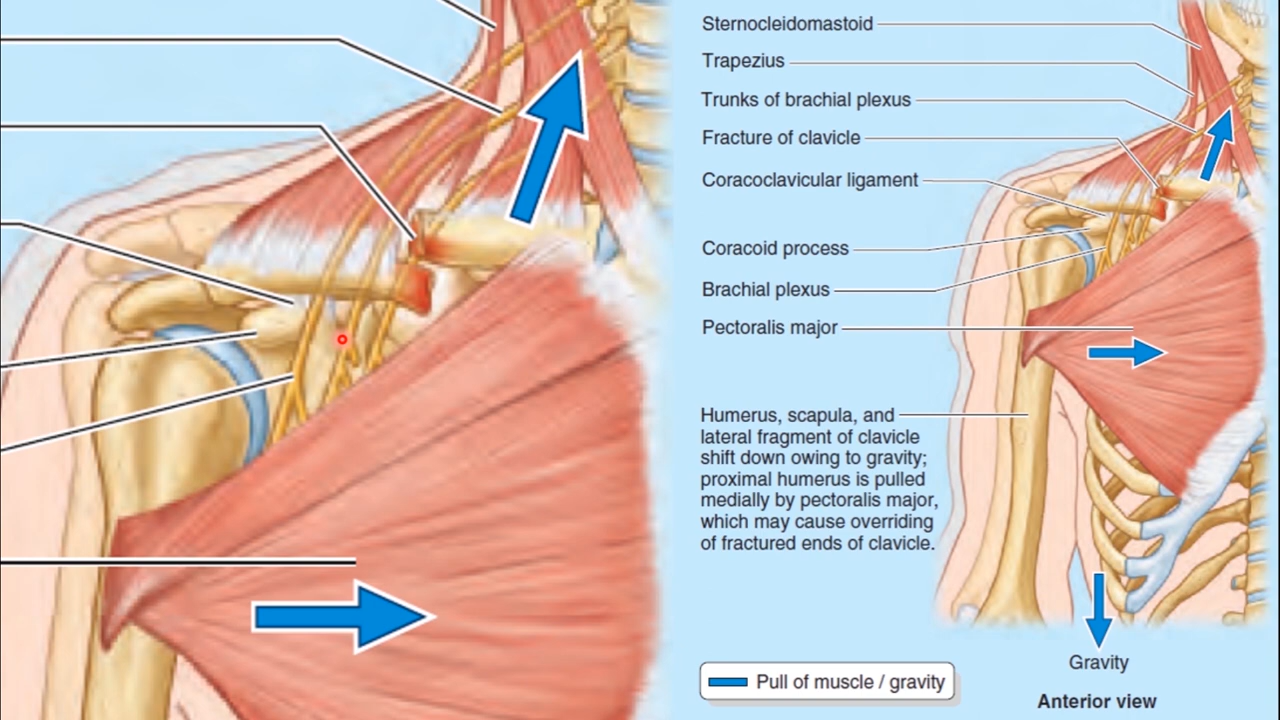 Sternocleidomastoid
Trapezius
Trunks of brachial plexus
Fracture of clavicle
Coracoclavicular ligament
Coracoid process
Brachial plexus
Pectoralis major
Humerus, scapula, and
lateral fragment of clavicle
shift down owing to gravity;
proximal humerus is pulled
medially by pectoralis major,
which may cause overriding
of fractured ends of clavicle.
Pull of muscle / gravity
Gravity
Anterior view